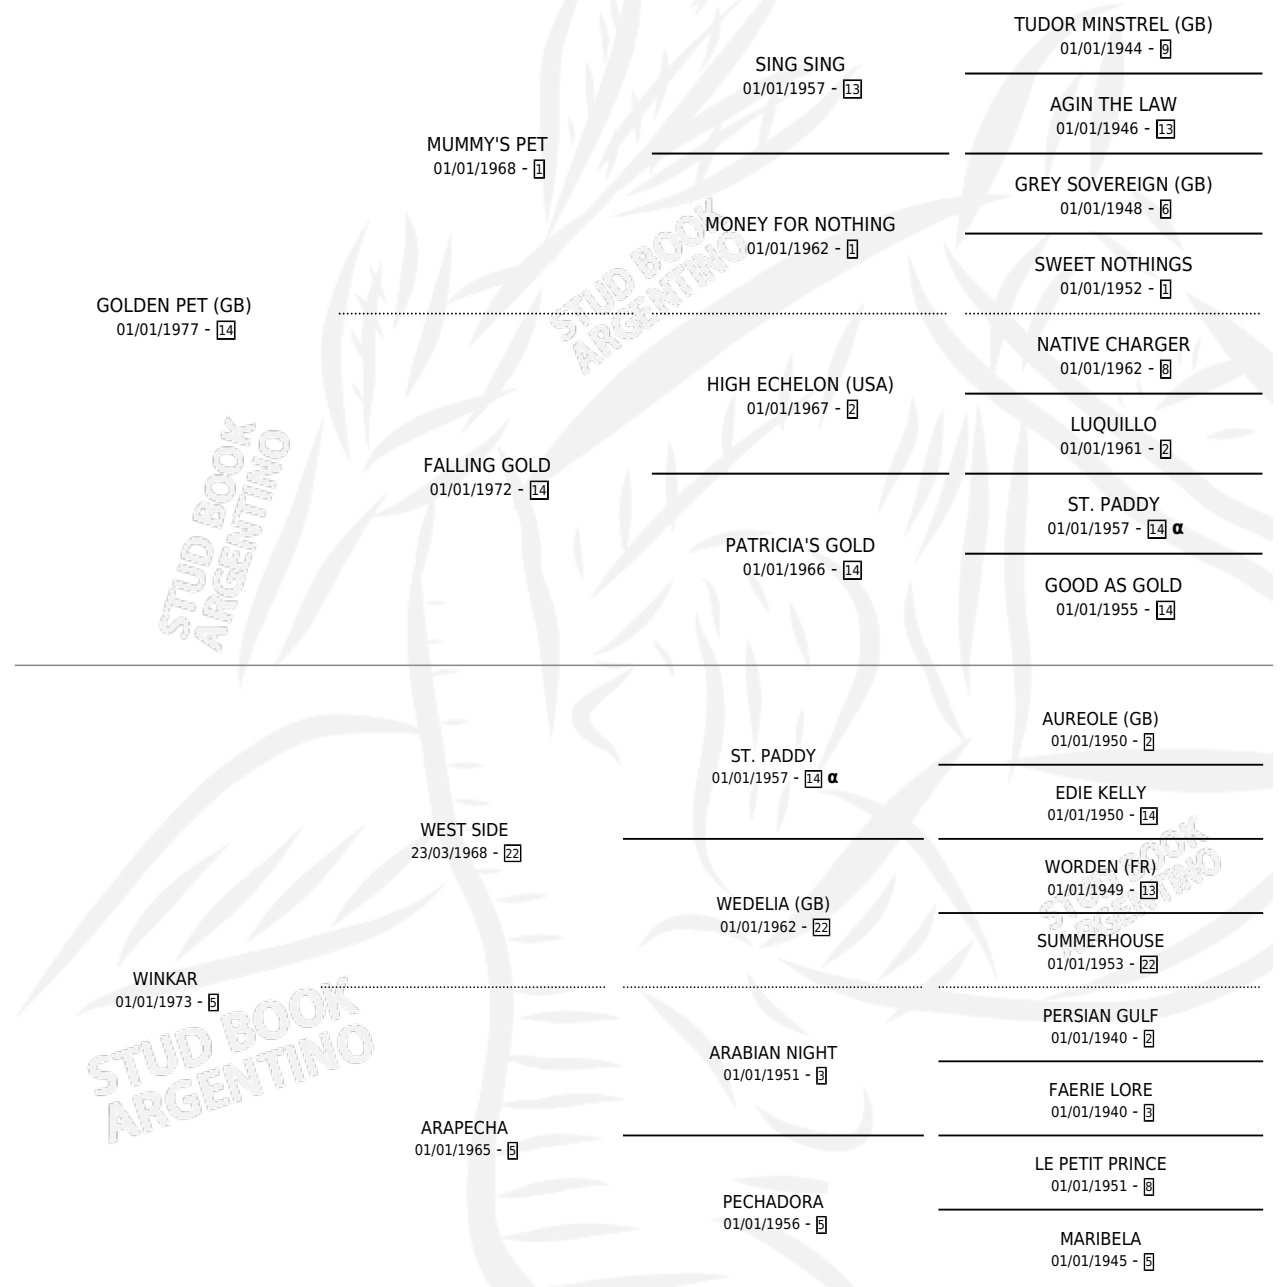 TUDOR MINSTREL (GB)
01/01/1944 - 9
SING SING
01/01/1957 - 13
AGIN THE LAW
01/01/1946 - 13
MUMMY'S PET
01/01/1968 - 1
GREY SOVEREIGN (GB)
01/01/1948 - 6
MONEY FOR NOTHING
01/01/1962 - 1
SWEET NOTHINGS
01/01/1952 - 1
GOLDEN PET (GB)
01/01/1977 - 14
NATIVE CHARGER
01/01/1962 - 8
HIGH ECHELON (USA)
01/01/1967 - 2
LUQUILLO
01/01/1961 - 2
FALLING GOLD
01/01/1972 - 14
ST. PADDY
01/01/1957 - 14 α
PATRICIA'S GOLD
01/01/1966 - 14
GOOD AS GOLD
01/01/1955 - 14
AUREOLE (GB)
01/01/1950 - 2
ST. PADDY
01/01/1957 - 14 α
EDIE KELLY
01/01/1950 - 14
WEST SIDE
23/03/1968 - 22
WORDEN (FR)
01/01/1949 - 13
WEDELIA (GB)
01/01/1962 - 22
SUMMERHOUSE
01/01/1953 - 22
WINKAR
01/01/1973 - 5
PERSIAN GULF
01/01/1940 - 2
ARABIAN NIGHT
01/01/1951 - 3
FAERIE LORE
01/01/1940 - 3
ARAPECHA
01/01/1965 - 5
LE PETIT PRINCE
01/01/1951 - 8
PECHADORA
01/01/1956 - 5
MARIBELA
01/01/1945 - 5
STUD BOOK
ARGENTINO
STUD BOOK
ARGENTINO
STUD BOOK
ARGENTINO
STUD BOOK
ARGENTINO